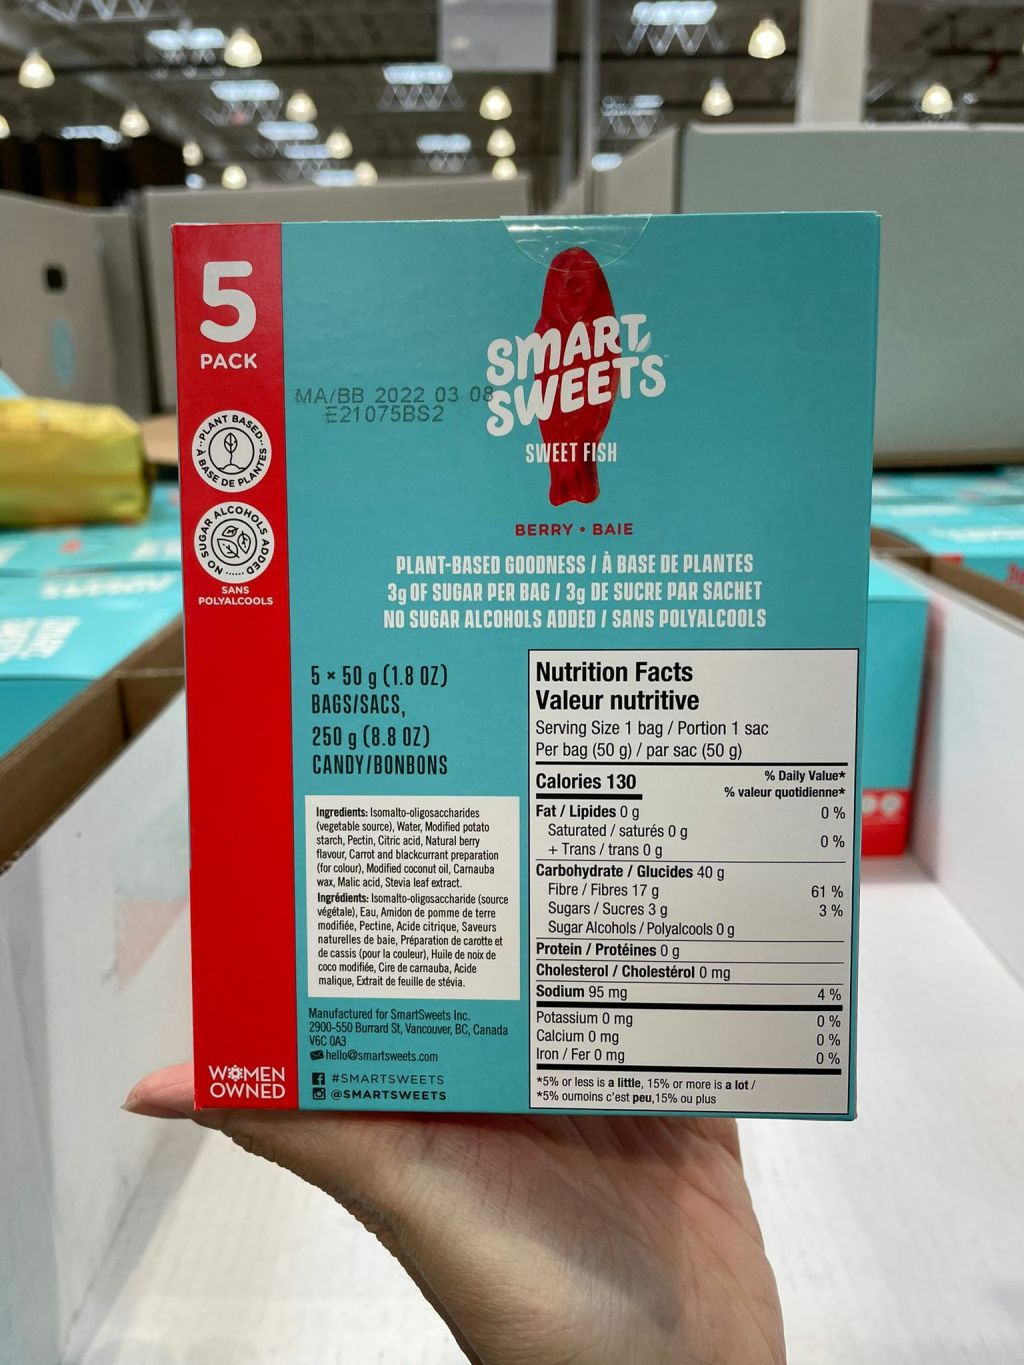 5
PACK
PLANT BASED
À BASE DE PLANTES
NO SUGAR ALCOHOLS ADDED
SANS
POLYALCOOLS
WOMEN
OWNED
MA/BB 2022 03 08
E21075BS2
SMART
SWEETS
SWEET FISH
BERRY • BAIE
PLANT-BASED GOODNESS / À BASE DE PLANTES
3g OF SUGAR PER BAG / 3g DE SUCRE PAR SACHET
NO SUGAR ALCOHOLS ADDED / SANS POLYALCOOLS
5 × 50 g (1.8 OZ)
BAGS/SACS,
250 g (8.8 OZ)
CANDY/BONBONS
Ingredients: Isomalto-oligosaccharides
(vegetable source), Water, Modified potato
starch, Pectin, Citric acid, Natural berry
flavour, Carrot and blackcurrant preparation
(for colour), Modified coconut oil, Carnauba
wax, Malic acid, Stevia leaf extract.
Ingrédients: Isomalto-oligosaccharide (source
végétale), Eau, Amidon de pomme de terre
modifiée, Pectine, Acide citrique, Saveurs
naturelles de baie, Préparation de carotte et
de cassis (pour la couleur), Huile de noix de
coco modifiée, Cire de carnauba, Acide
malique, Extrait de feuille de stévia.
Manufactured for SmartSweets Inc.
2900-550 Burrard St, Vancouver, BC, Canada
V6C 0A3
hello@smartsweets.com
#SMARTSWEETS
@SMARTSWEETS
Nutrition Facts
Valeur nutritive
Serving Size 1 bag / Portion 1 sac
Per bag (50 g) / par sac (50 g)
% Daily Value*
Calories 130
% valeur quotidienne*
Fat / Lipides 0 g 0 %
Saturated / saturés 0 g
+ Trans / trans 0 g 0 %
Carbohydrate / Glucides 40 g
Fibre / Fibres 17 g 61 %
Sugars / Sucres 3 g 3 %
Sugar Alcohols / Polyalcools 0 g
Protein / Protéines 0 g
Cholesterol / Cholestérol 0 mg
Sodium 95 mg 4 %
Potassium 0 mg 0 %
Calcium 0 mg 0 %
Iron / Fer 0 mg 0 %
*5% or less is a little, 15% or more is a lot /
*5% oumoins c'est peu,15% ou plus